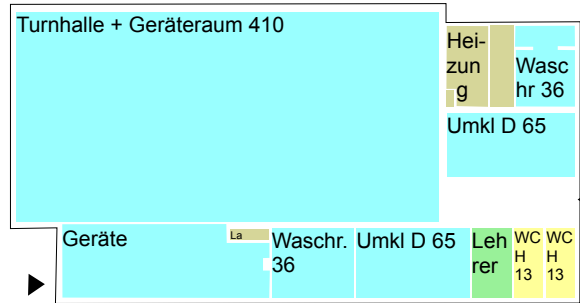 Turnhalle + Geräteraum 410
Hei-
zun
g
Wasc
hr 36
Umkl D 65
Geräte
La
Waschr.
36
Umkl D 65
Leh
rer
WC
H
13
WC
H
13